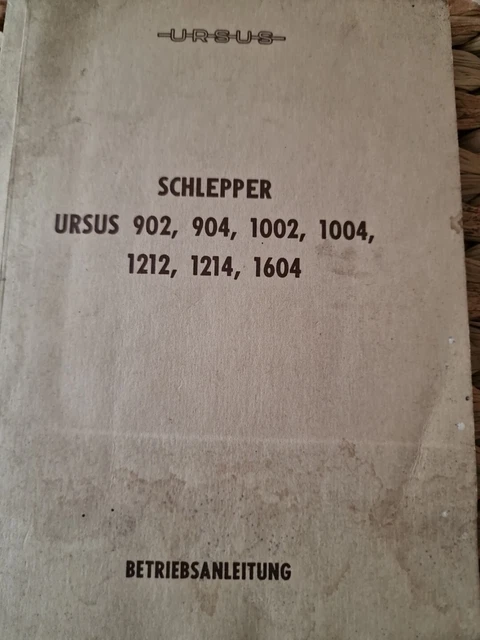 URSUS
SCHLEPPER
URSUS 902, 904, 1002, 1004,
1212, 1214, 1604
BETRIEBSANLEITUNG